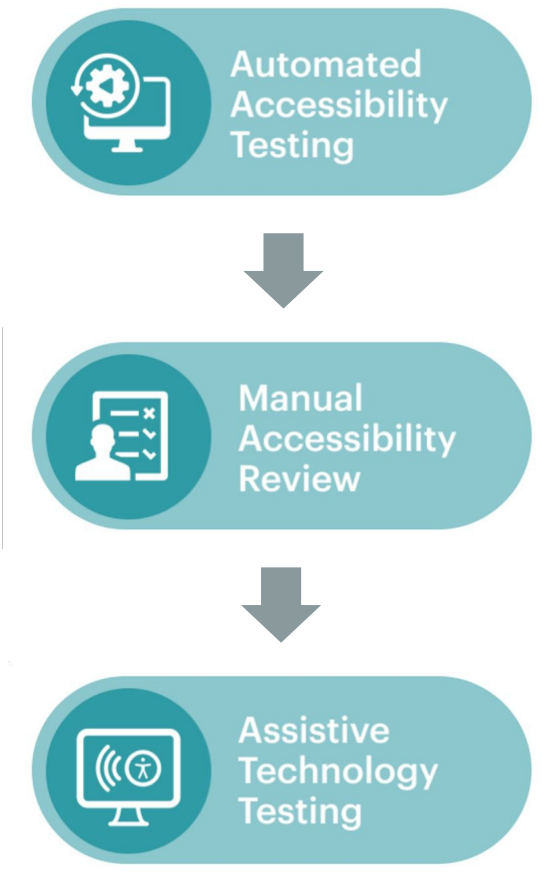 Automated
Accessibility
Testing
Manual
Accessibility
Review
Assistive
Technology
Testing